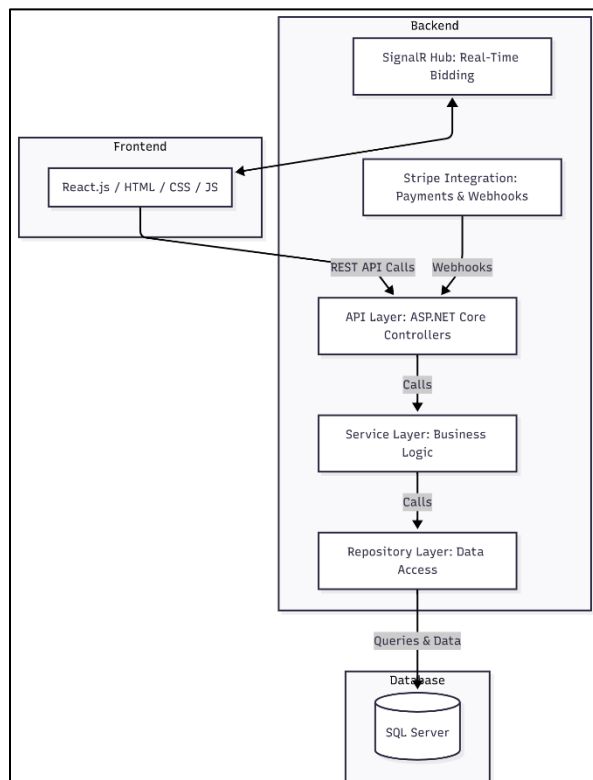 Backend
SignalR Hub: Real-Time
Bidding
Frontend
React.js / HTML / CSS / JS
Stripe Integration:
Payments & Webhooks
REST API Calls
Webhooks
API Layer: ASP.NET Core
Controllers
Calls
Service Layer: Business
Logic
Calls
Repository Layer: Data
Access
Queries & Data
Database
SQL Server